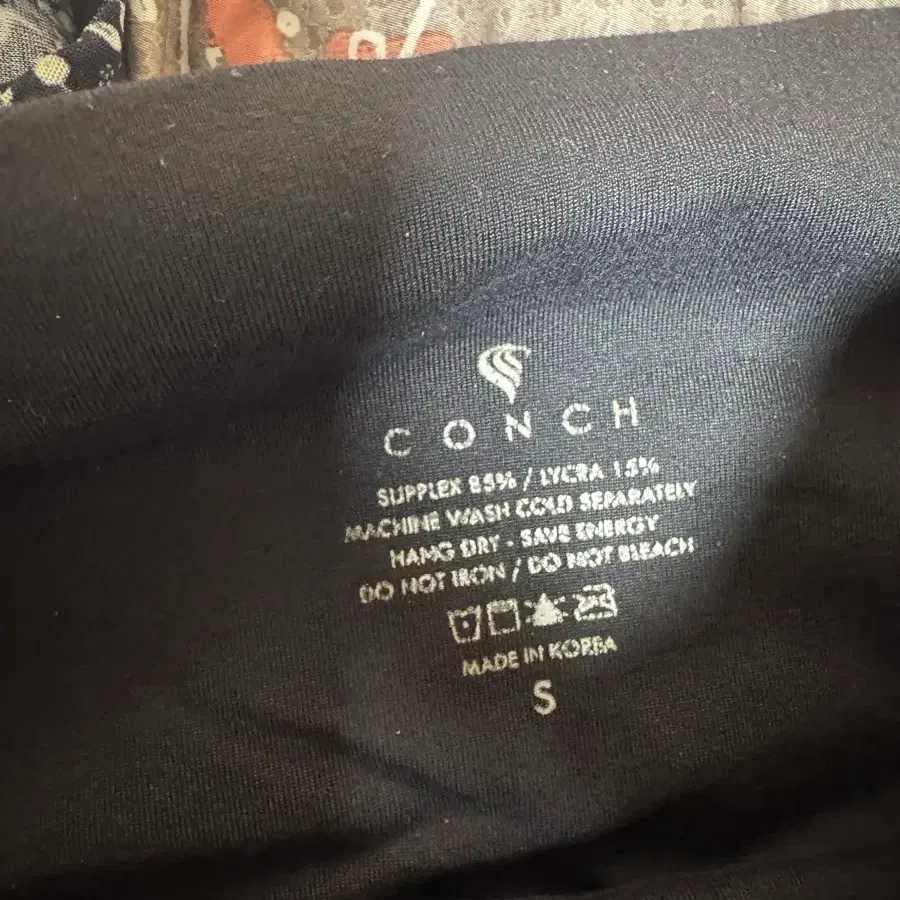 CONCH
SUPPLEX 85% / LYCRA 15%
MACHINE WASH COLD SEPARATELY
HANG DRY - SAVE ENERGY
DO NOT IRON / DO NOT BLEACH
MADE IN KOREA
S